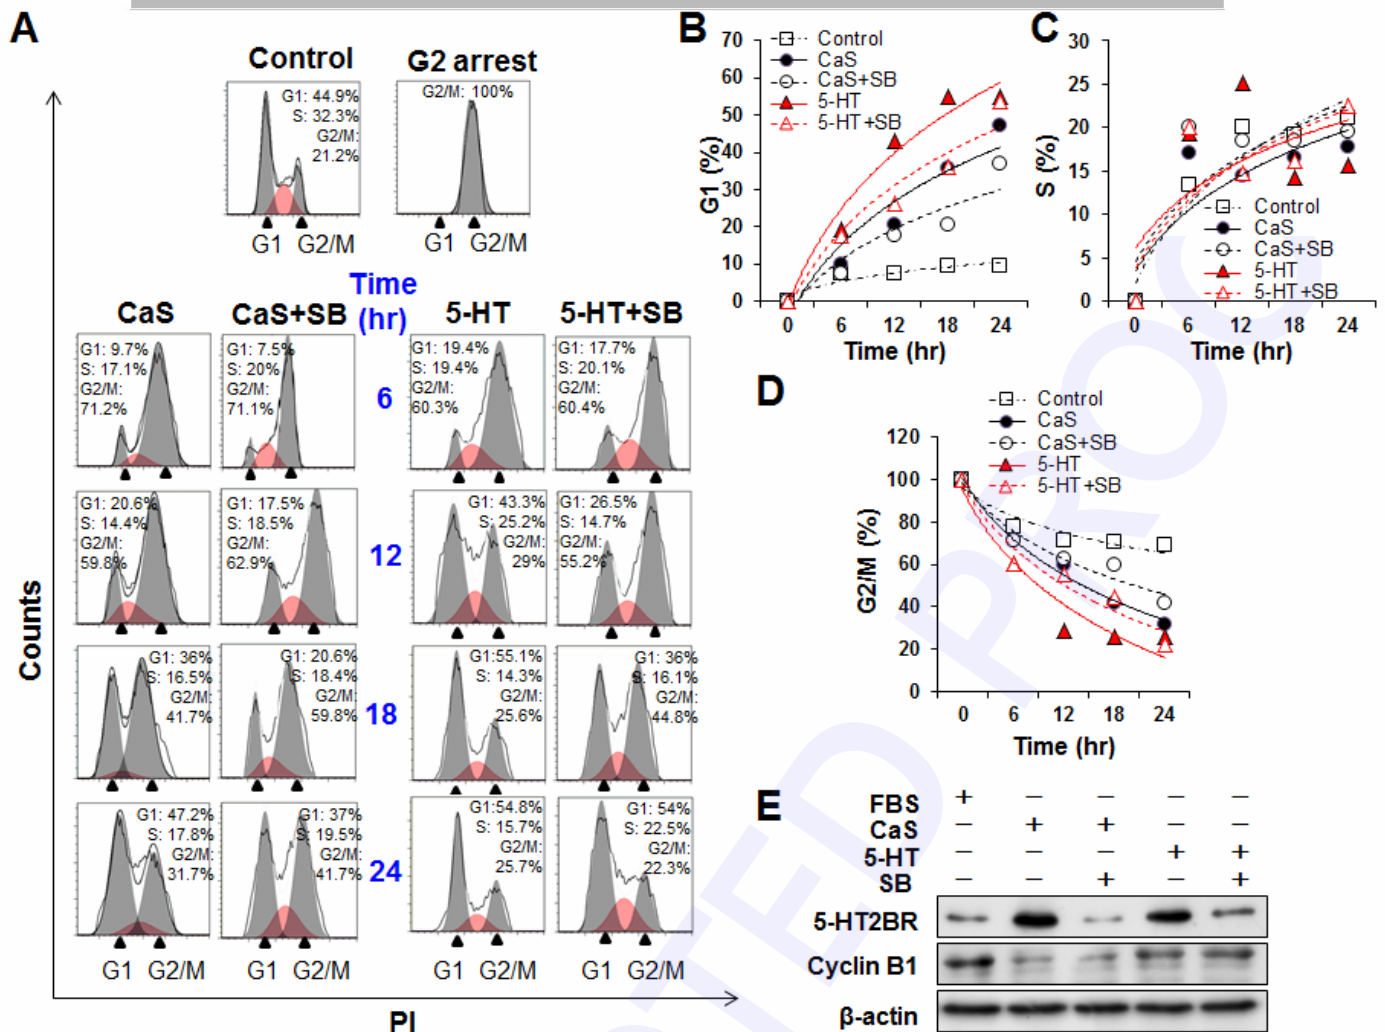 A
Control
G1: 44.9%
S: 32.3%
G2/M:
21.2%
G1 G2/M
G2 arrest
G2/M: 100%
G1 G2/M
Counts
Time
(hr)
CaS
CaS+SB
5-HT
5-HT+SB
G1: 9.7%
S: 17.1%
G2/M:
71.2%
G1: 7.5%
S: 20%
G2/M:
71.1%
6
G1: 19.4%
S: 19.4%
G2/M:
60.3%
G1: 17.7%
S: 20.1%
G2/M:
60.4%
G1: 20.6%
S: 14.4%
G2/M:
59.8%
G1: 17.5%
S: 18.5%
G2/M:
62.9%
12
G1: 43.3%
S: 25.2%
G2/M:
29%
G1: 26.5%
S: 14.7%
G2/M:
55.2%
G1: 36%
S: 16.5%
G2/M:
41.7%
G1: 20.6%
S: 18.4%
G2/M:
59.8%
18
G1:55.1%
S: 14.3%
G2/M:
25.6%
G1: 36%
S: 16.1%
G2/M:
44.8%
G1: 47.2%
S: 17.8%
G2/M:
31.7%
G1: 37%
S: 19.5%
G2/M:
41.7%
24
G1:54.8%
S: 15.7%
G2/M:
25.7%
G1: 54%
S: 22.5%
G2/M:
22.3%
G1 G2/M
G1 G2/M
G1 G2/M
G1 G2/M
PI
B
G1 (%)
70
60
50
40
30
20
10
0
Control
CaS
CaS+SB
5-HT
5-HT+SB
0 6 12 18 24
Time (hr)
C
S (%)
30
25
20
15
10
5
0
Control
CaS
CaS+SB
5-HT
5-HT+SB
0 6 12 18 24
Time (hr)
D
G2/M (%)
120
100
80
60
40
20
0
Control
CaS
CaS+SB
5-HT
5-HT+SB
0 6 12 18 24
Time (hr)
E
FBS + − − − −
CaS − + + − −
5-HT − − − + +
SB − − + − +
5-HT2BR
Cyclin B1
β-actin
TED PROC